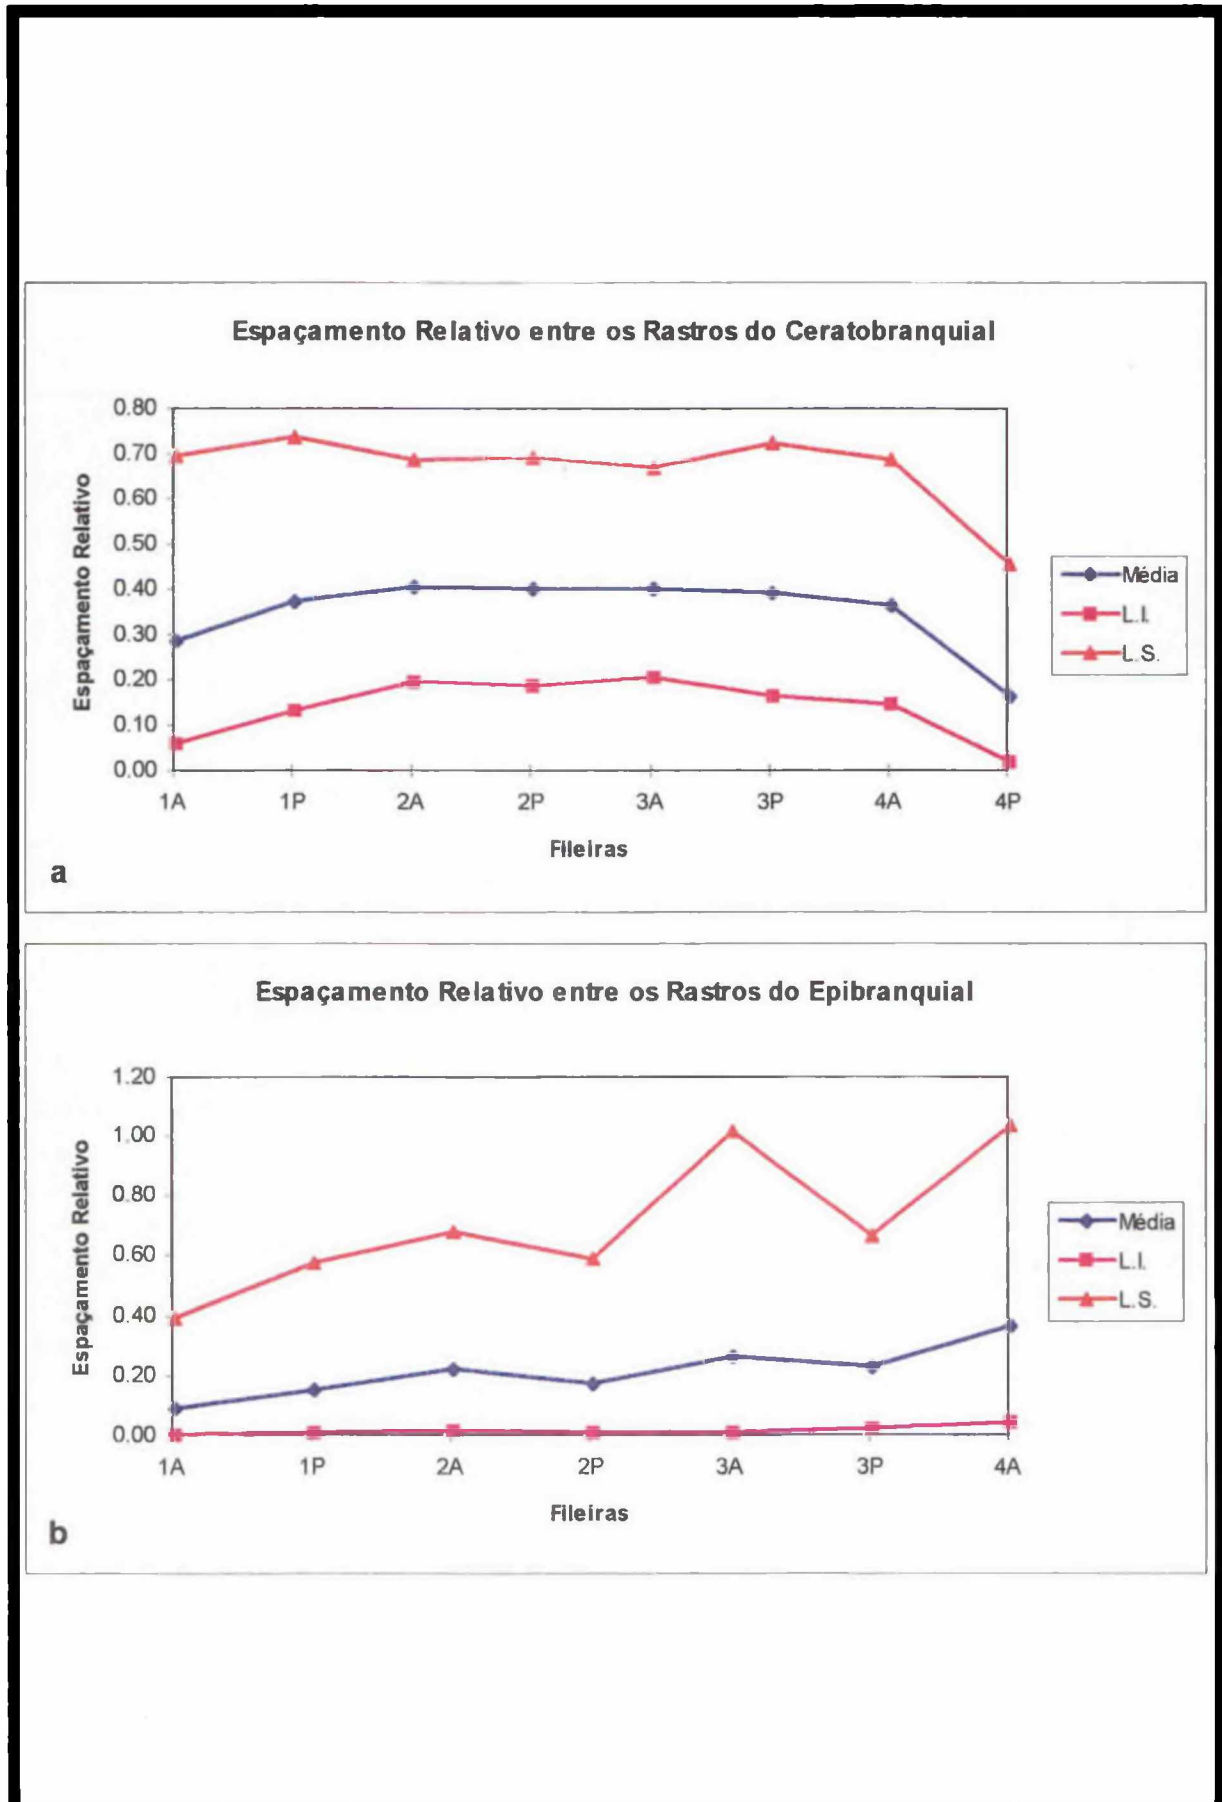 Espaçamento Relativo entre os Rastros do Ceratobranquial
0.80
0.70
0.60
0.50
0.40
0.30
0.20
0.10
0.00
Espaçamento Relativo
1A 1P 2A 2P 3A 3P 4A 4P
Fileiras
Média
L.I.
L.S.
a
Espaçamento Relativo entre os Rastros do Epibranquial
1.20
1.00
0.80
0.60
0.40
0.20
0.00
Espaçamento Relativo
1A 1P 2A 2P 3A 3P 4A
Fileiras
Média
L.I.
L.S.
b